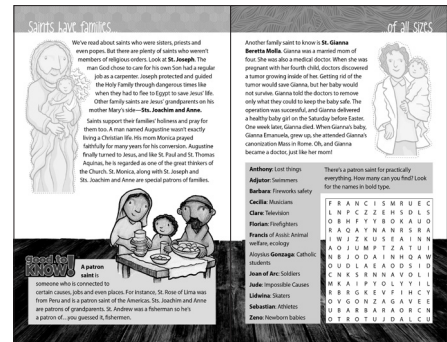 Saints have families
We've read about saints who were sisters, priests and
even popes. But there are plenty of saints who weren't
members of religious orders. Look at St. Joseph. The
man God chose to care for his own Son had a regular
job as a carpenter. Joseph protected and guided
the Holy Family through dangerous times like
when they had to flee to Egypt to save Jesus' life.
Other family saints are Jesus' grandparents on his
mother Mary's side—Sts. Joachim and Anne.
Saints support their families' holiness and pray for
them too. A man named Augustine wasn't exactly
living a Christian life. His mom Monica prayed
faithfully for many years for his conversion. Augustine
finally turned to Jesus, and like St. Paul and St. Thomas
Aquinas, he is regarded as one of the great thinkers of
the Church. St. Monica, along with St. Joseph and
Sts. Joachim and Anne are special patrons of families.
good to
KNOW!
A patron
saint is
someone who is connected to
certain causes, jobs and even places. For instance, St. Rose of Lima was
from Peru and is a patron saint of the Americas. Sts. Joachim and Anne
are patrons of grandparents. St. Andrew was a fisherman so he's
a patron of...you guessed it, fishermen.
of all sizes
Another family saint to know is St. Gianna
Beretta Molla. Gianna was a married mom of
four. She was also a medical doctor. When she was
pregnant with her fourth child, doctors discovered
a tumor growing inside of her. Getting rid of the
tumor would save Gianna, but her baby would
not survive. Gianna told the doctors to remove
only what they could to keep the baby safe. The
operation was successful, and Gianna delivered
a healthy baby girl on the Saturday before Easter.
One week later, Gianna died. When Gianna's baby,
Gianna Emanuela, grew up, she attended Gianna's
canonization Mass in Rome. Oh, and Gianna
became a doctor, just like her mom!
Anthony: Lost things
Adjutor: Swimmers
Barbara: Fireworks safety
Cecilia: Musicians
Clare: Television
Florian: Firefighters
Francis of Assisi: Animal
welfare, ecology
Aloysius Gonzaga: Catholic
students
Joan of Arc: Soldiers
Jude: Impossible Causes
Lidwina: Skaters
Sebastian: Athletes
Zeno: Newborn babies
There's a patron saint for practically
everything. How many can you find? Look
for the names in bold type.
F R A N C I S M R U E C
L N P C Z Z E H S D L S
O B H F Y Y B O K A U O
R A Q A Y N A N R S R A
I W J Z K U S E A I N N
A O J U M P T Z A T U I
N B J O D A I N H Q A W
O U O L A E A O O S I D
C N K S R N N A V O L I
M K A I P Y O L Y Y I L
R B R G K E V F I H C Y
O V G O N Z A G A V E E
U B A R B A R A O R C N
O T R O T U J D A L C U